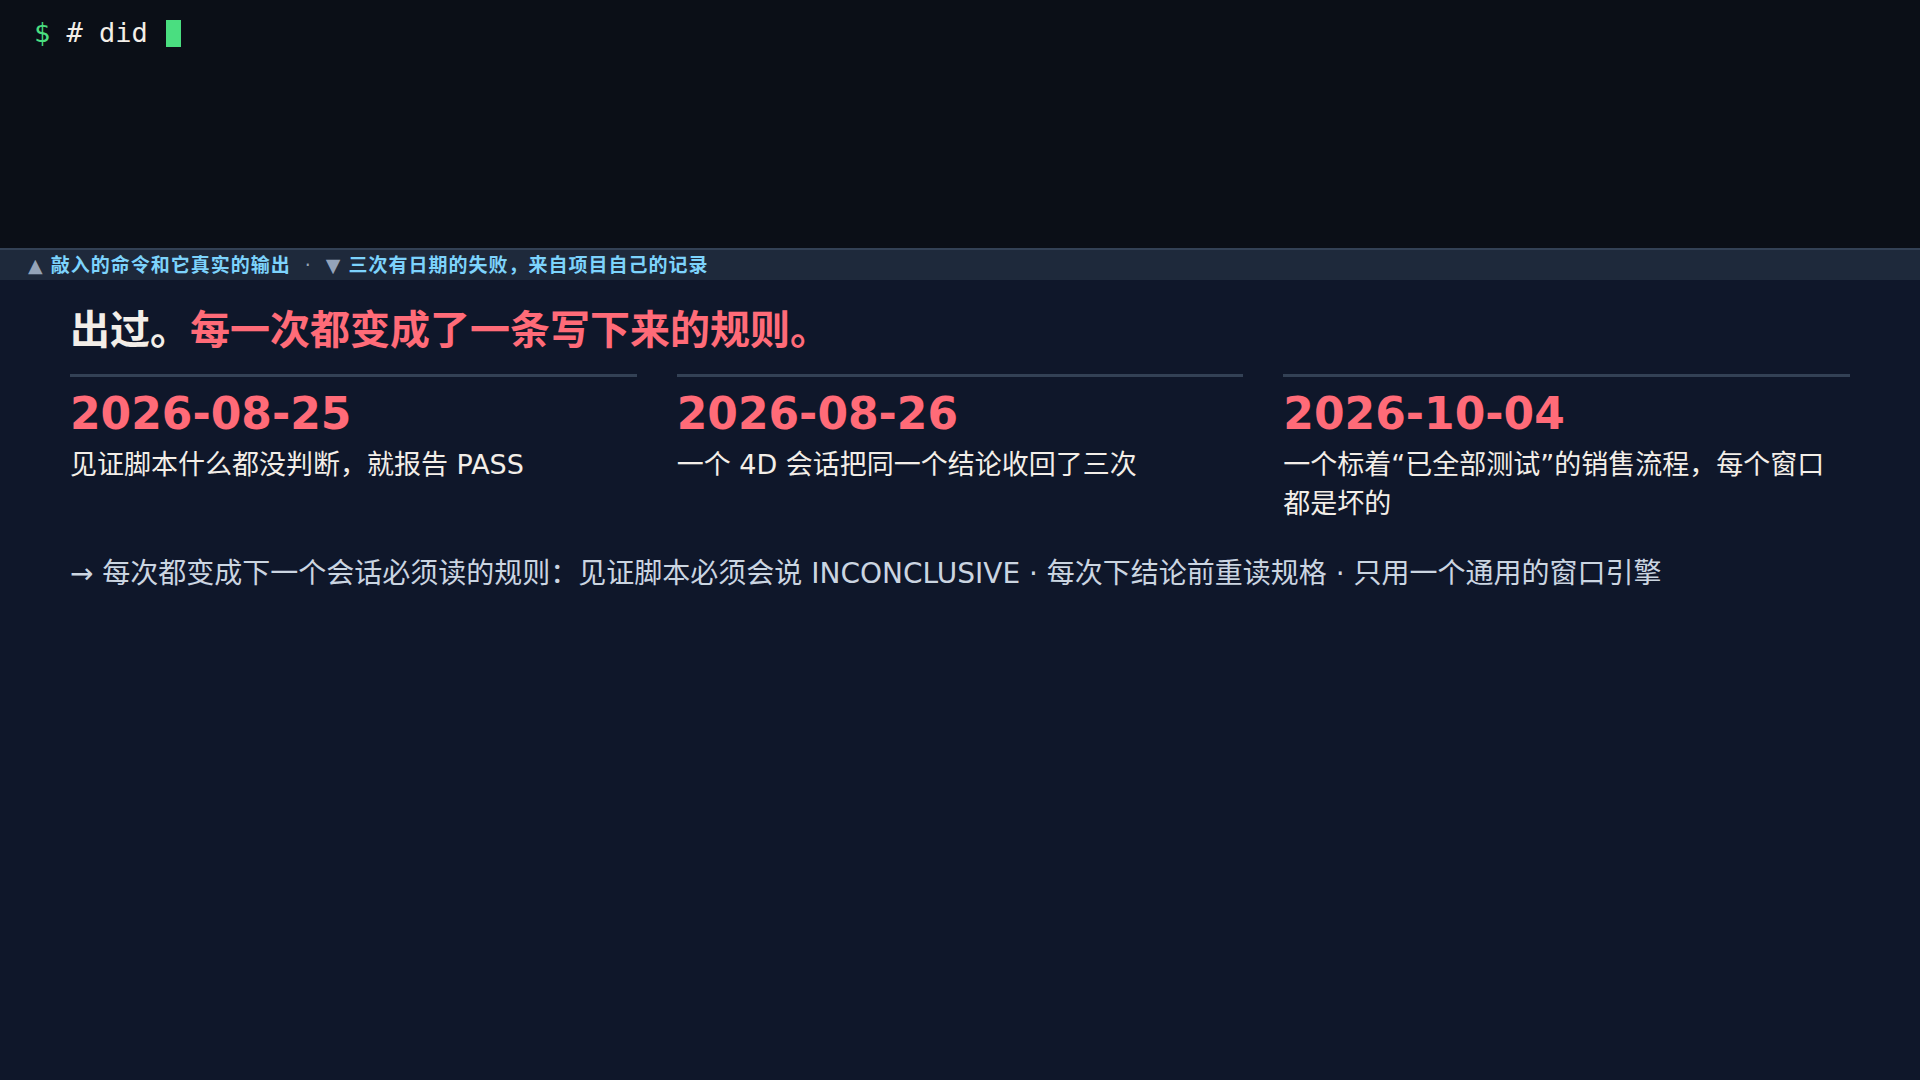 $ # did
▲ 敲入的命令和它真实的输出 · ▼ 三次有日期的失败，来自项目自己的记录
出过。每一次都变成了一条写下来的规则。
2026-08-25
见证脚本什么都没判断，就报告 PASS
2026-08-26
一个 4D 会话把同一个结论收回了三次
2026-10-04
一个标着“已全部测试”的销售流程，每个窗口
都是坏的
→ 每次都变成下一个会话必须读的规则：见证脚本必须会说 INCONCLUSIVE · 每次下结论前重读规格 · 只用一个通用的窗口引擎